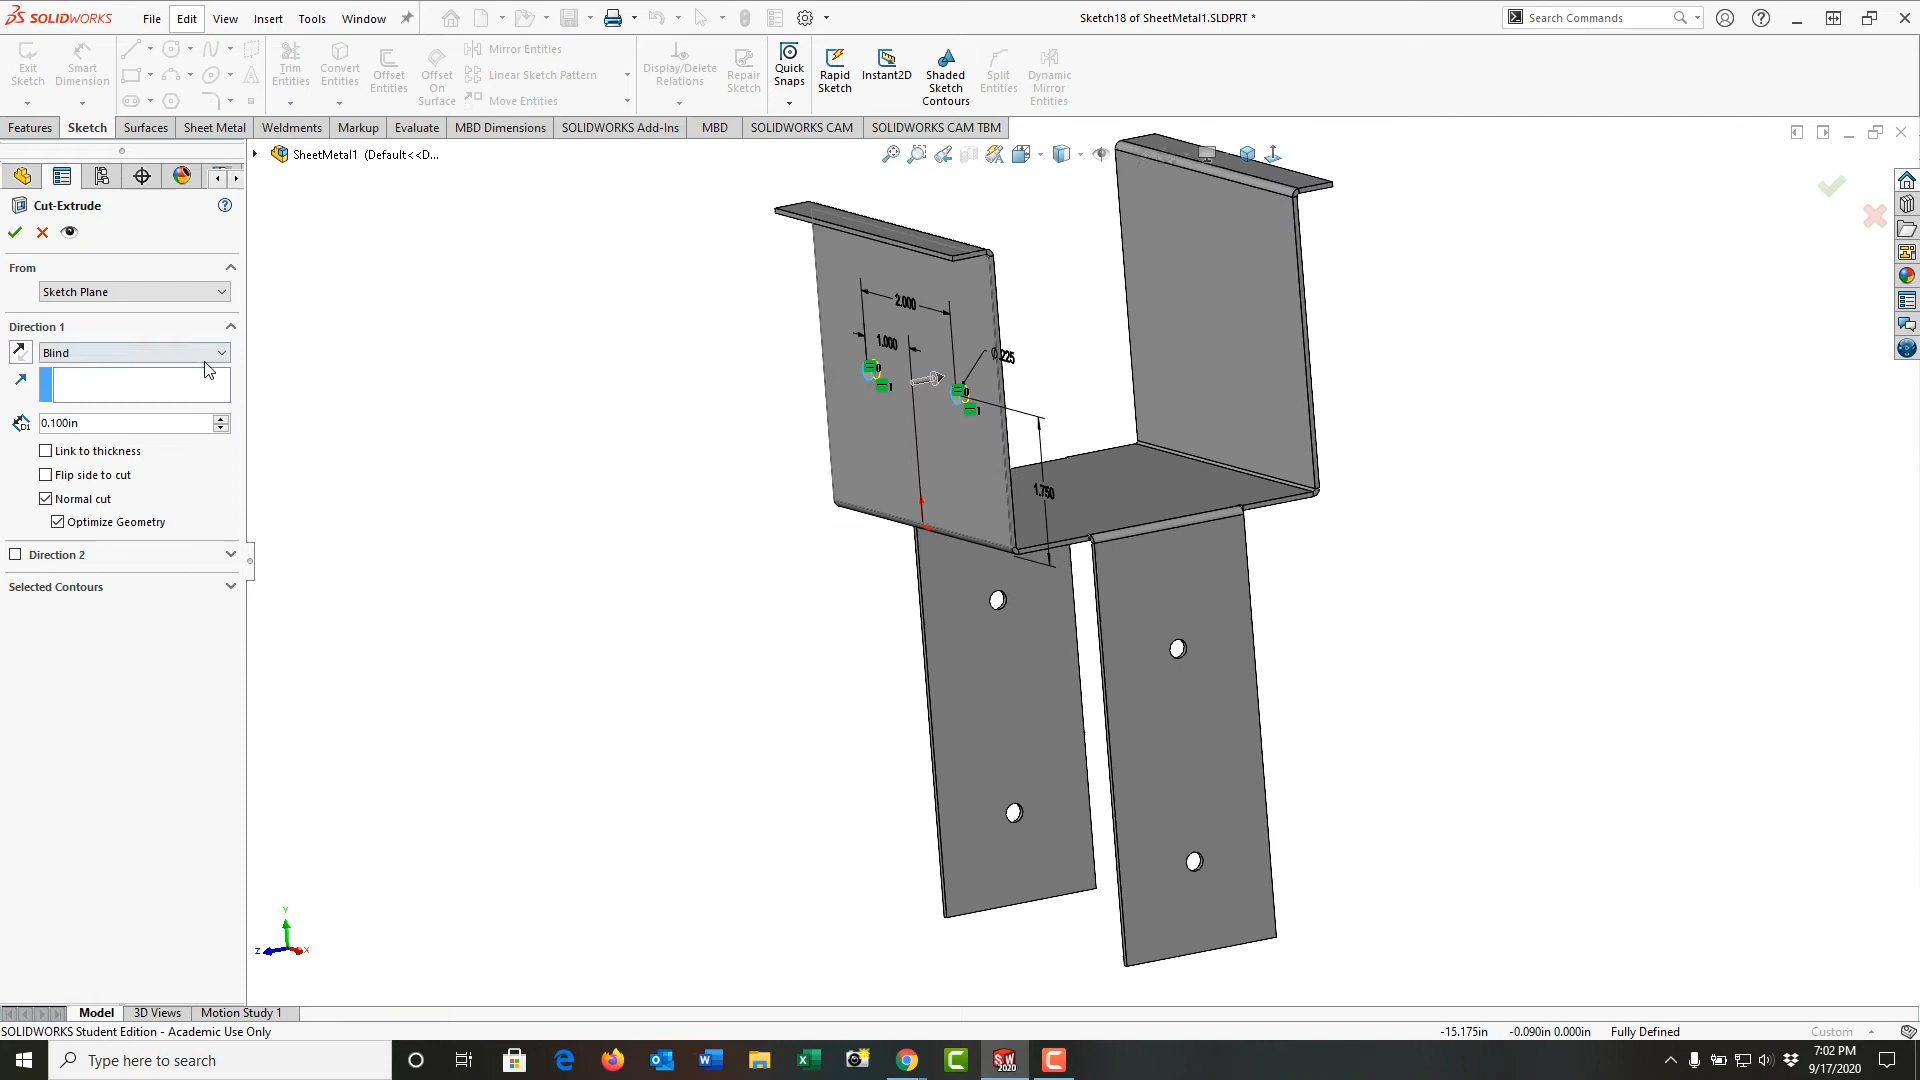 SOLIDWORKS
File
Edit
View
Insert
Tools
Window
Sketch18 of SheetMetal1.SLDPRT *
Search Commands
Exit Sketch
Smart Dimension
Trim Entities
Convert Entities
Offset Entities
Offset On Surface
Mirror Entities
Linear Sketch Pattern
Move Entities
Display/Delete Relations
Repair Sketch
Quick Snaps
Rapid Sketch
Instant2D
Shaded Sketch Contours
Split Entities
Dynamic Mirror Entities
Features
Sketch
Surfaces
Sheet Metal
Weldments
Markup
Evaluate
MBD Dimensions
SOLIDWORKS Add-Ins
MBD
SOLIDWORKS CAM
SOLIDWORKS CAM TBM
SheetMetal1 (Default<<D...
Cut-Extrude
From
Sketch Plane
Direction 1
Blind
0.100in
Link to thickness
Flip side to cut
Normal cut
Optimize Geometry
Direction 2
Selected Contours
2.000
1.000
1.750
Y
Z
X
Model
3D Views
Motion Study 1
SOLIDWORKS Student Edition - Academic Use Only
-15.175in
-0.090in 0.000in
Fully Defined
Custom
Type here to search
7:02 PM
9/17/2020